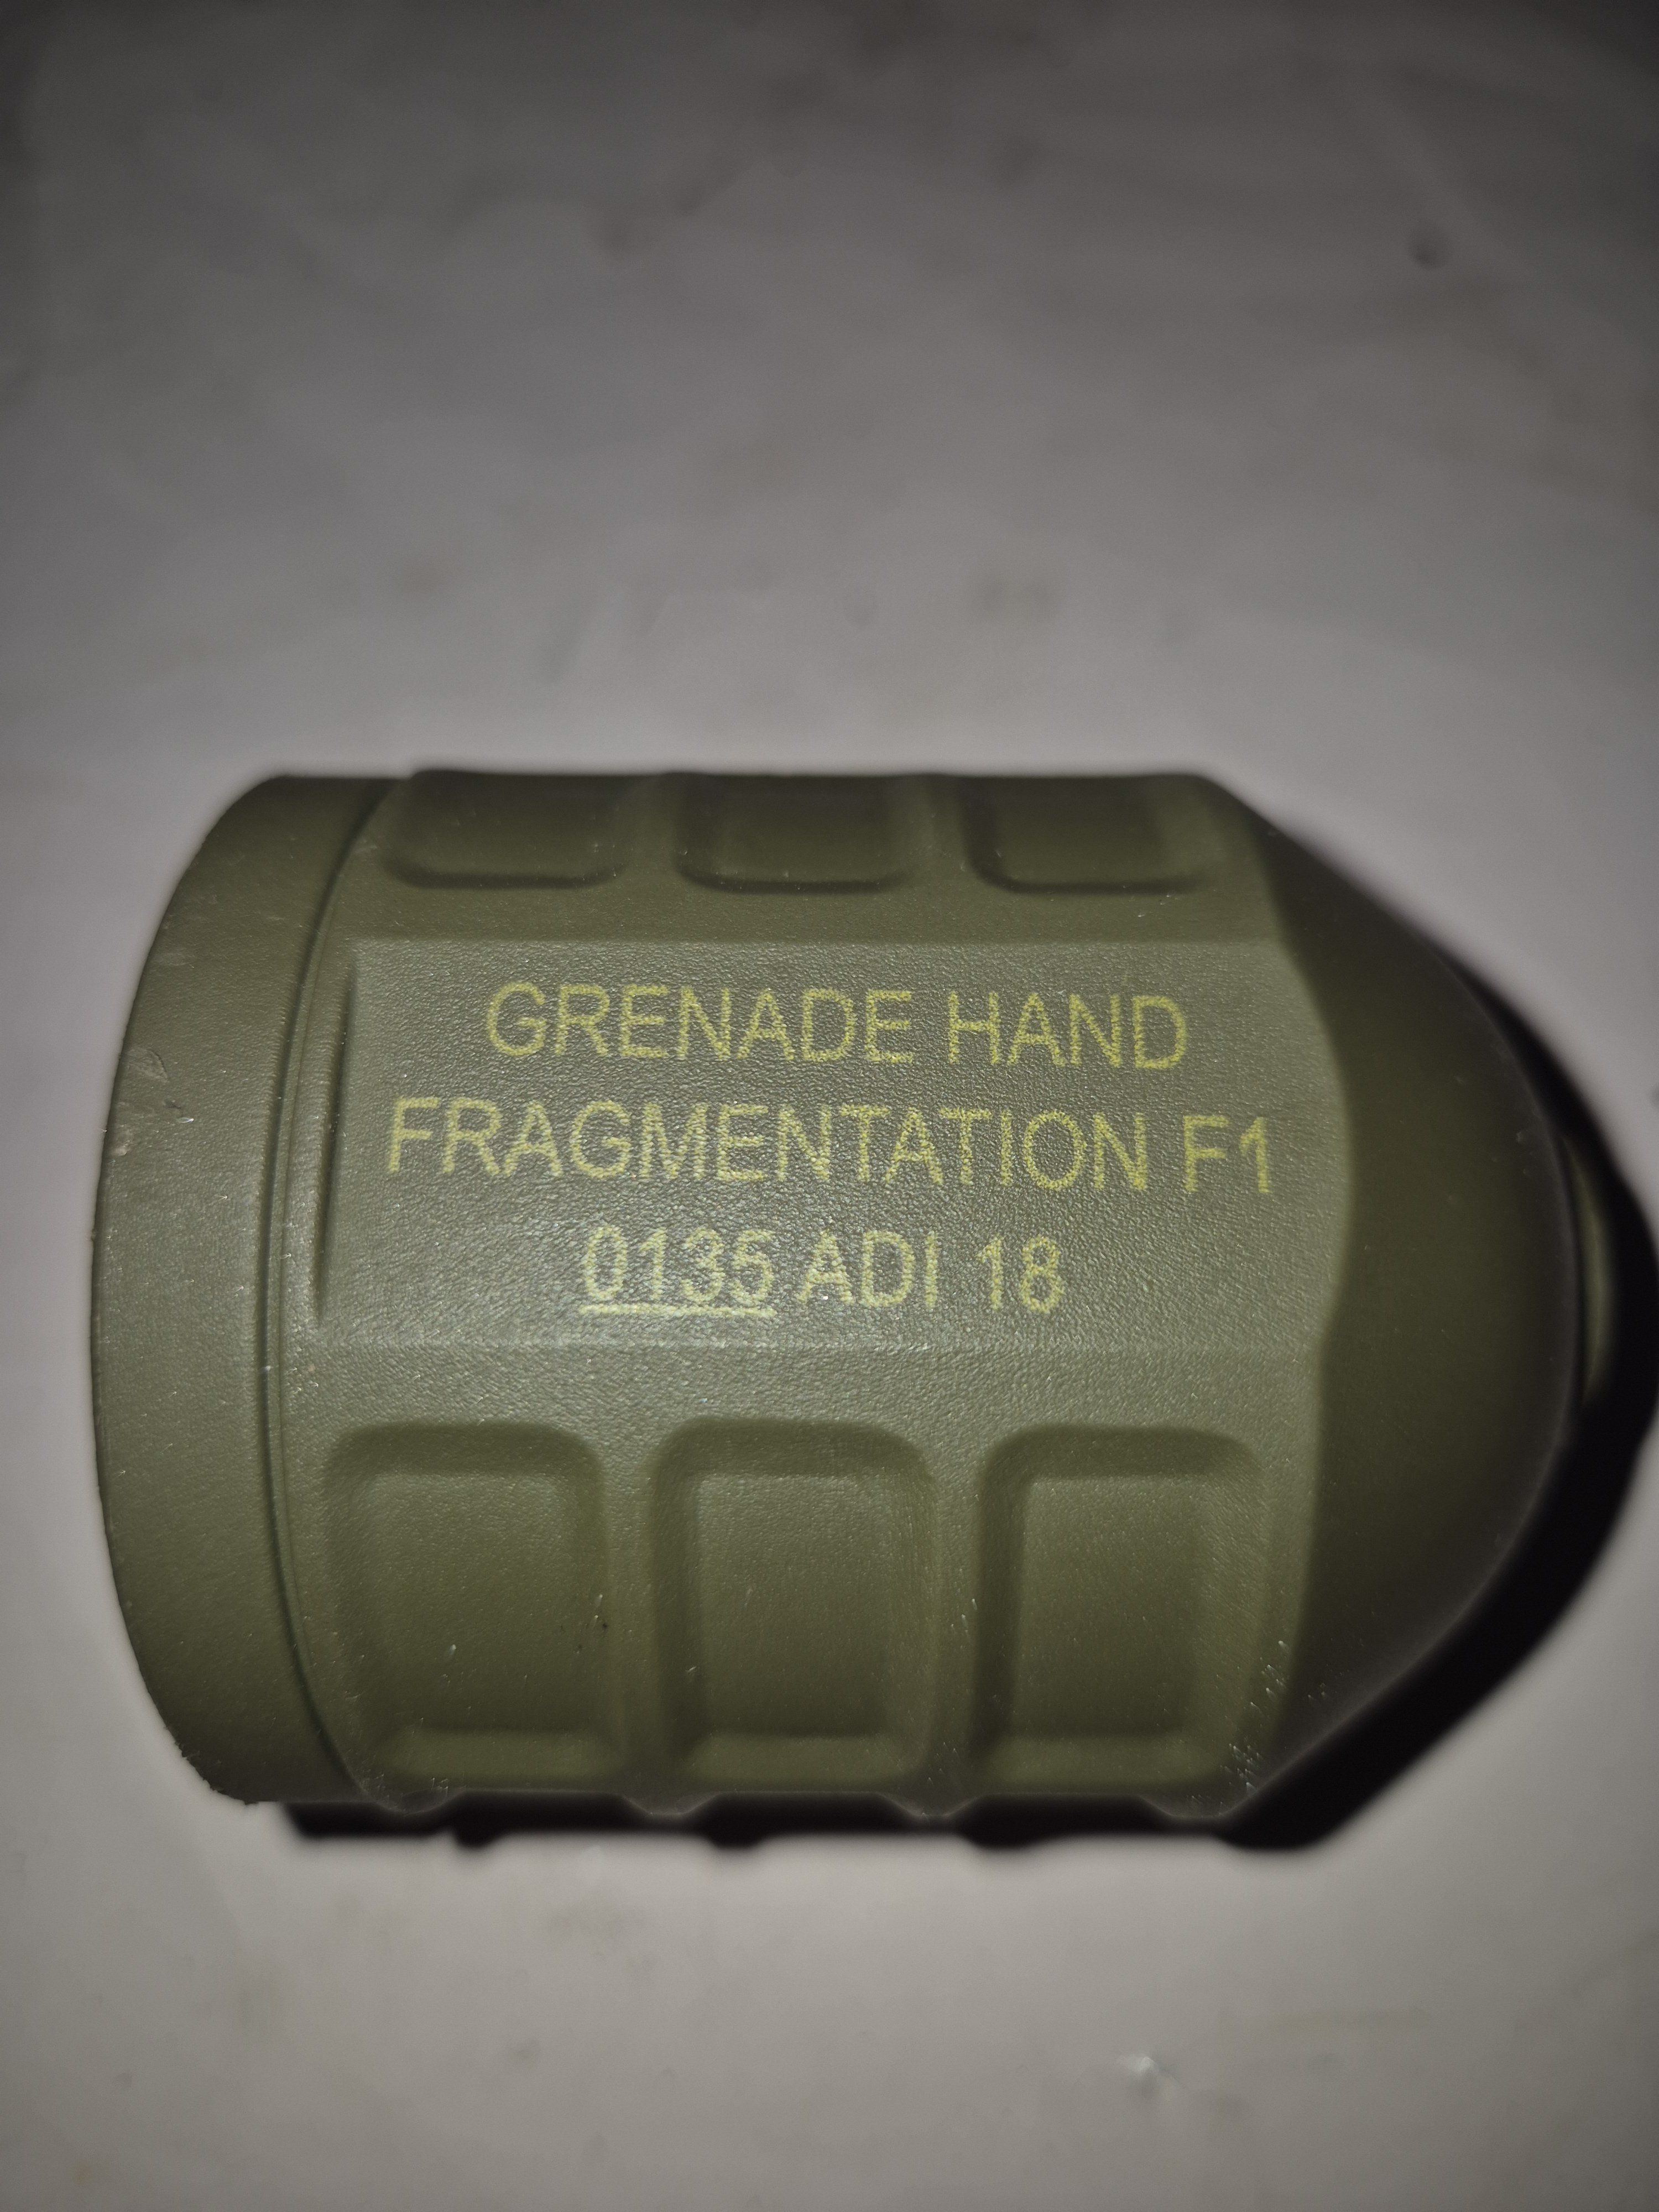 GRENADE HAND
FRAGMENTATION F1
0135 ADI 18